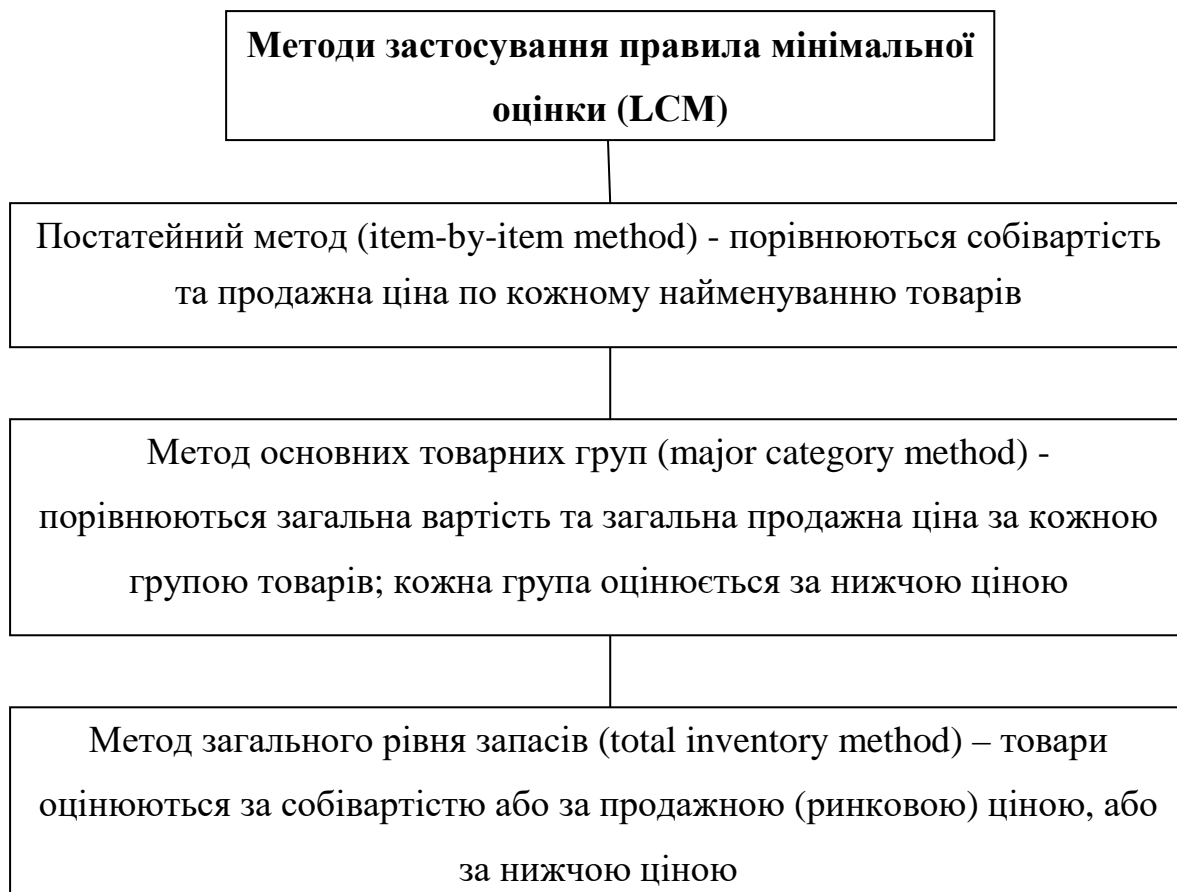 Методи застосування правила мінімальної
оцінки (LCM)
Постатейний метод (item-by-item method) - порівнюються собівартість
та продажна ціна по кожному найменуванню товарів
Метод основних товарних груп (major category method) -
порівнюються загальна вартість та загальна продажна ціна за кожною
групою товарів; кожна група оцінюється за нижчою ціною
Метод загального рівня запасів (total inventory method) – товари
оцінюються за собівартістю або за продажною (ринковою) ціною, або
за нижчою ціною